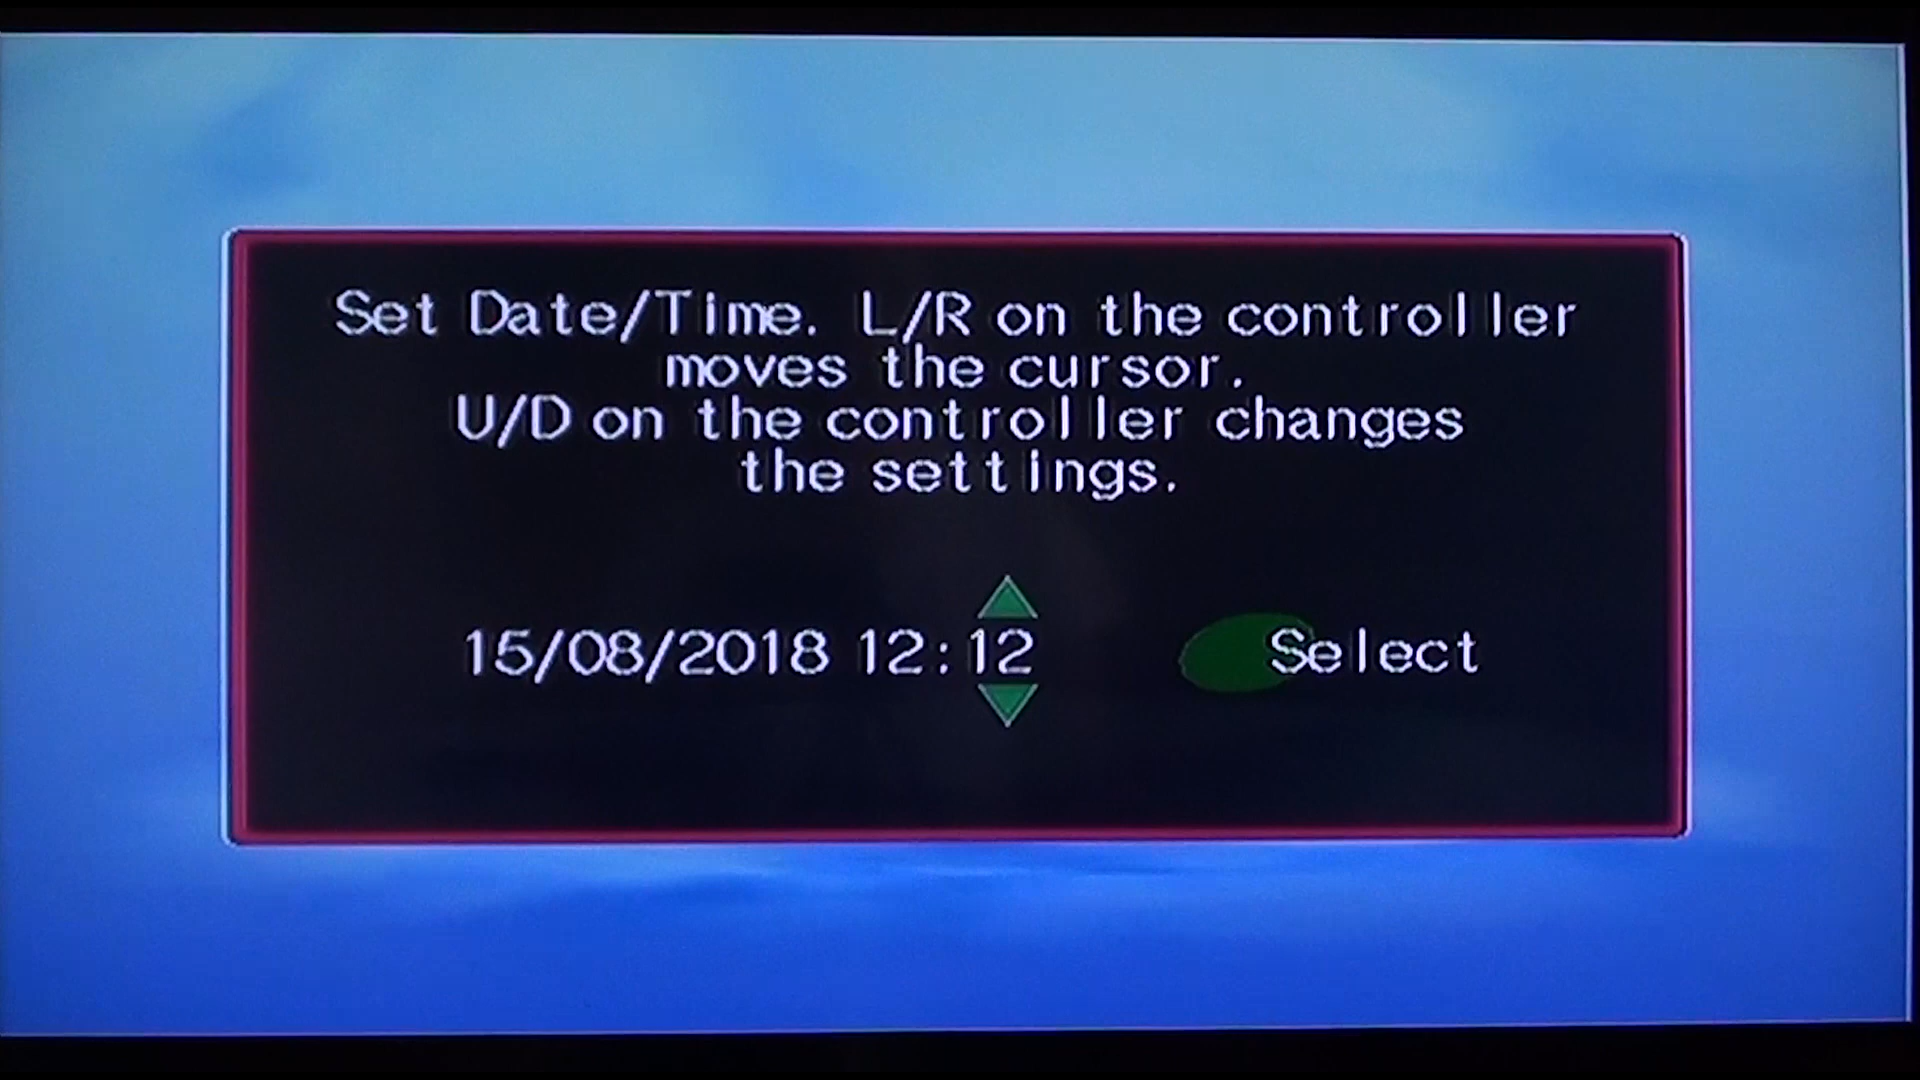 Set Date/Time. L/R on the controller
moves the cursor.
U/D on the controller changes
the settings.
15/08/2018 12:12
Select